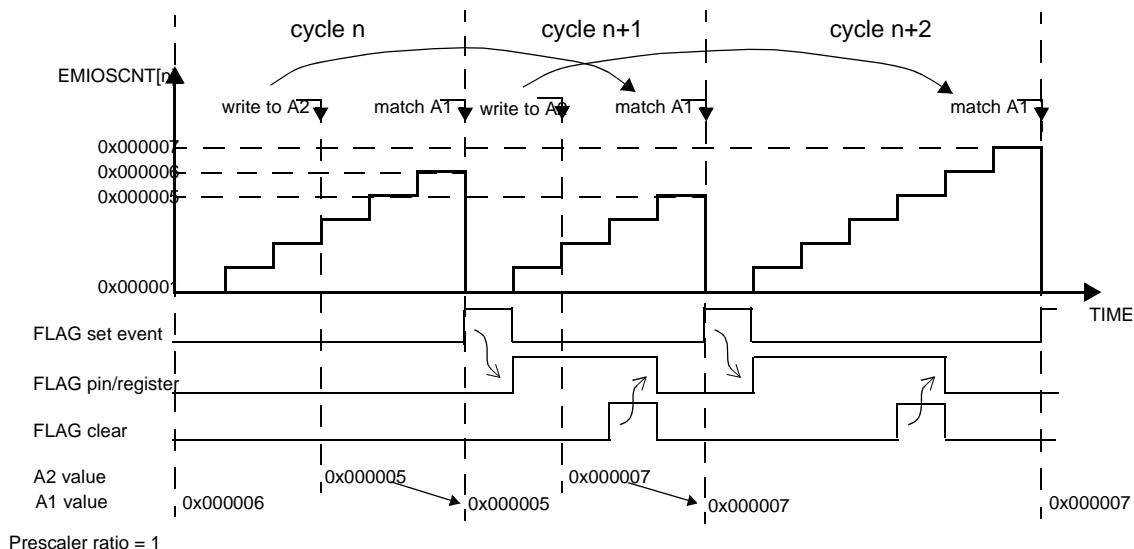 cycle n cycle n+1 cycle n+2
EMIOSCNT[n]
write to A2 match A1 write to A2 match A1 match A1
0x000007
0x000006
0x000005
0x000001
TIME
FLAG set event
FLAG pin/register
FLAG clear
A2 value 0x000005 0x000007
A1 value 0x000006 0x000005 0x000007 0x000007
Prescaler ratio = 1